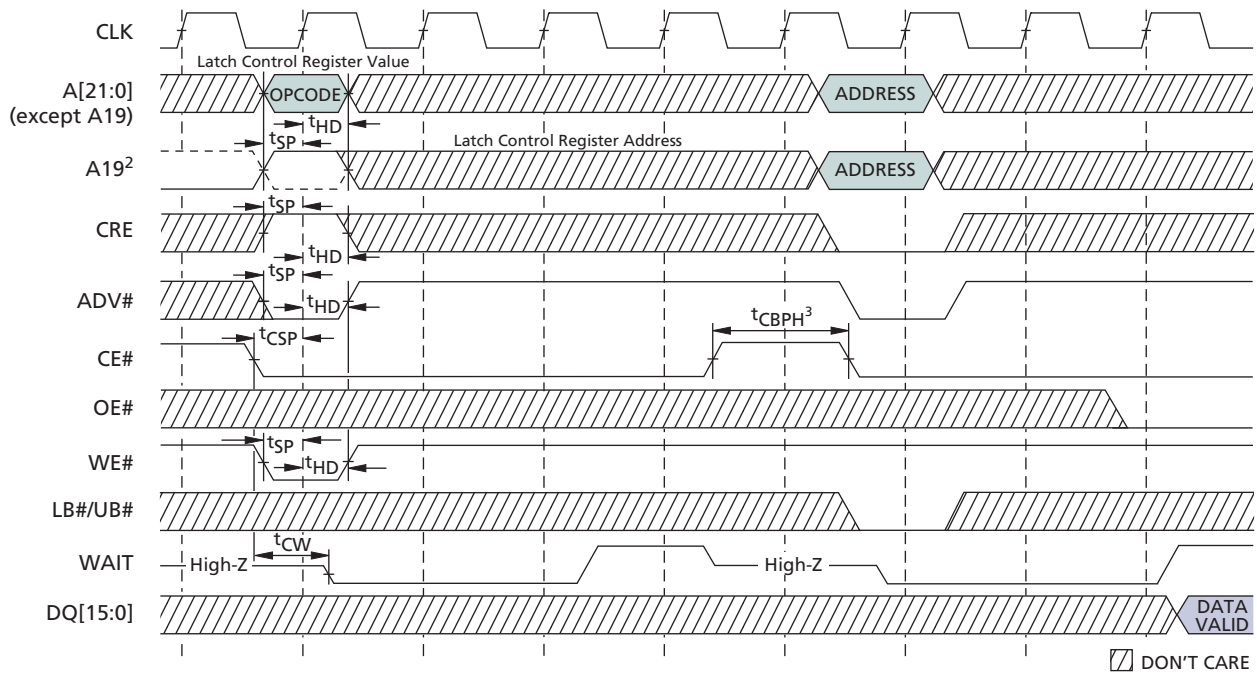 CLK
Latch Control Register Value
A[21:0]
(except A19)
OPCODE
ADDRESS
tHD
tSP
Latch Control Register Address
A19²
ADDRESS
tSP
CRE
tHD
tSP
ADV#
tHD
tCBPH³
tCSP
CE#
OE#
tSP
WE#
tHD
LB#/UB#
tCW
WAIT
High-Z
High-Z
DQ[15:0]
DATA
VALID
DON'T CARE